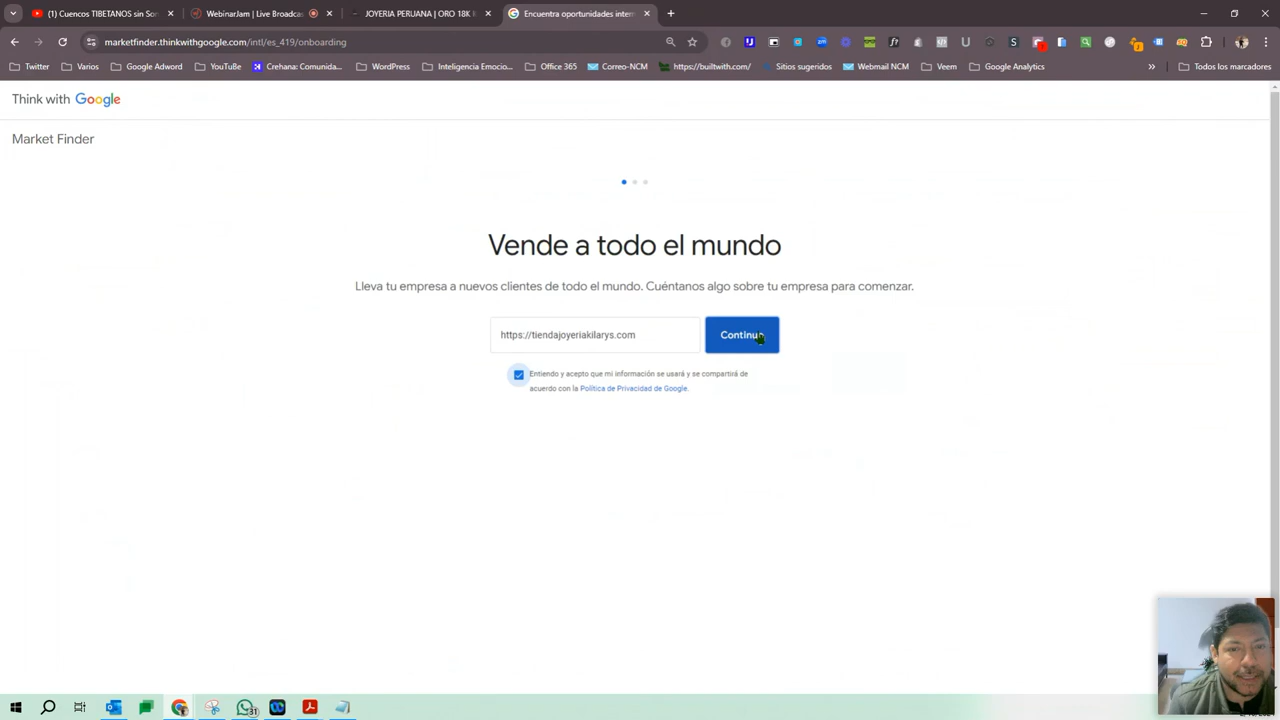 (1) Cuencos TIBETANOS sin So
WebinarJam | Live Broadcas
JOYERIA PERUANA | ORO 18K
Encuentra oportunidades inter
marketfinder.thinkwithgoogle.com/intl/es_419/onboarding
Twitter
Varios
Google Adword
YouTube
Crehana: Comunida...
WordPress
Inteligencia Emocio...
Office 365
Correo-NCM
https://builtwith.com/
Sitios sugeridos
Webmail NCM
Veem
Google Analytics
Todos los marcadores
Think with Google
Market Finder
Vende a todo el mundo
Lleva tu empresa a nuevos clientes de todo el mundo. Cuéntanos algo sobre tu empresa para comenzar.
https://tiendajoyeriakilarys.com
Continuar
Entiendo y acepto que mi información se usará y se compartirá de
acuerdo con la Política de Privacidad de Google.
31